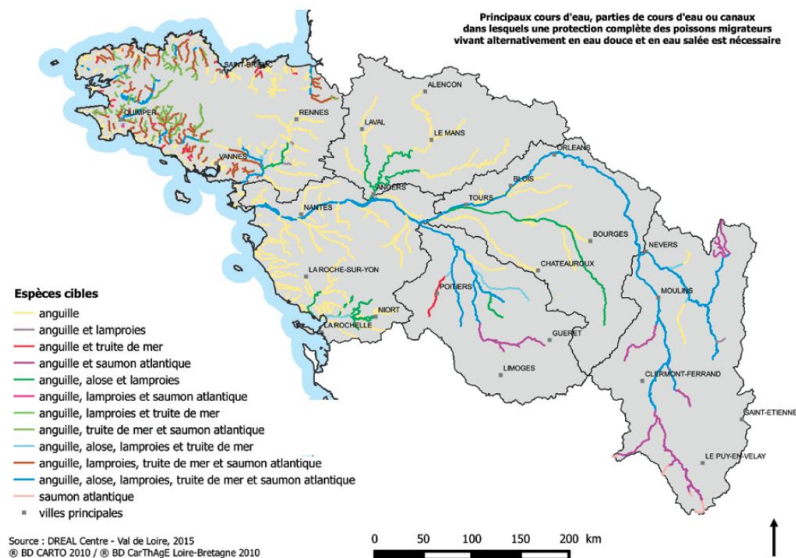 Principaux cours d'eau, parties de cours d'eau ou canaux
dans lesquels une protection complète des poissons migrateurs
vivant alternativement en eau douce et en eau salée est nécessaire
ALENÇON
SAINT-BRIEUC
RENNES
LAVAL
LE MANS
QUIMPER
VANNES
ORLEANS
BLOIS
ANGERS
TOURS
NANTES
BOURGES
NEVERS
CHATEAUROUX
LA ROCHE-SUR-YON
POITIERS
MOULINS
NIORT
LA ROCHELLE
GUERET
LIMOGES
CLERMONT-FERRAND
SAINT-ETIENNE
LE PUY-EN-VELAY
Espèces cibles
anguille
anguille et lamproies
anguille et truite de mer
anguille et saumon atlantique
anguille, alose et lamproies
anguille, lamproies et saumon atlantique
anguille, lamproies et truite de mer
anguille, truite de mer et saumon atlantique
anguille, alose, lamproies et truite de mer
anguille, lamproies, truite de mer et saumon atlantique
anguille, alose, lamproies, truite de mer et saumon atlantique
saumon atlantique
villes principales
Source : DREAL Centre - Val de Loire, 2015
® BD CARTO 2010 / ® BD CarThAgE Loire-Bretagne 2010
0 50 100 150 200 km